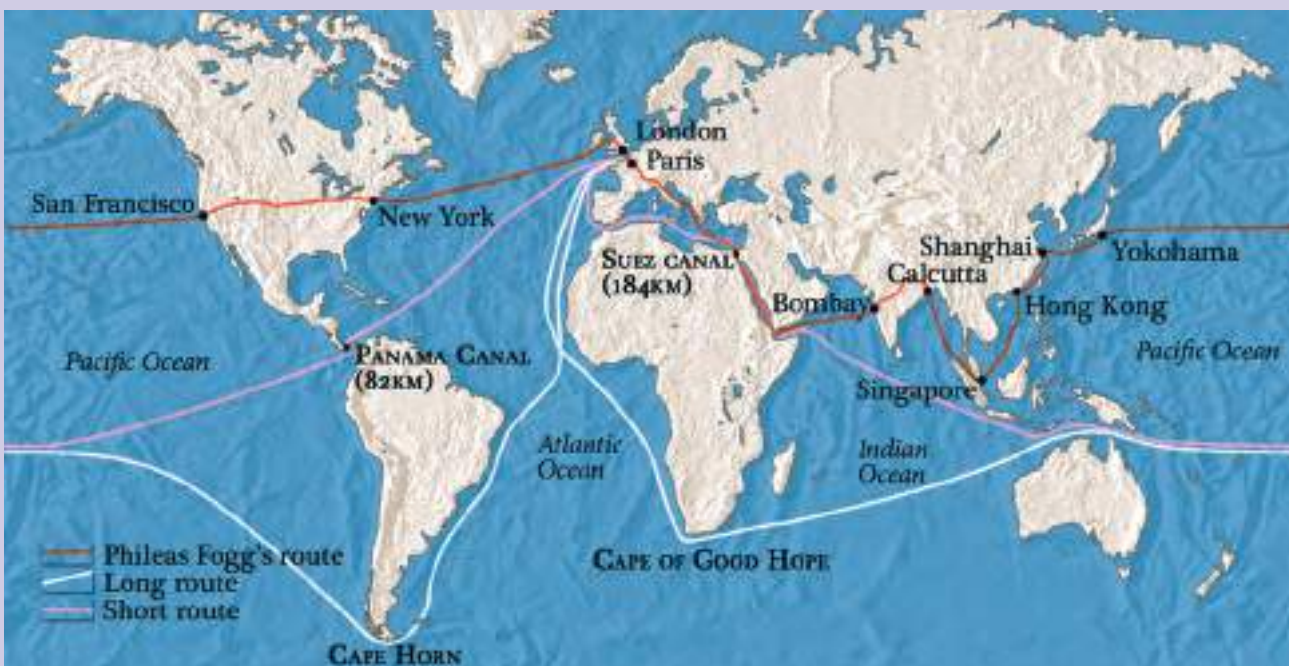 London
Paris
San Francisco
New York
Shanghai
Yokohama
Calcutta
Suez canal
(184km)
Bombay
Hong Kong
Pacific Ocean
Panama Canal
(82km)
Pacific Ocean
Singapore
Atlantic
Ocean
Indian
Ocean
Phileas Fogg's route
Long route
Short route
Cape of Good Hope
Cape Horn